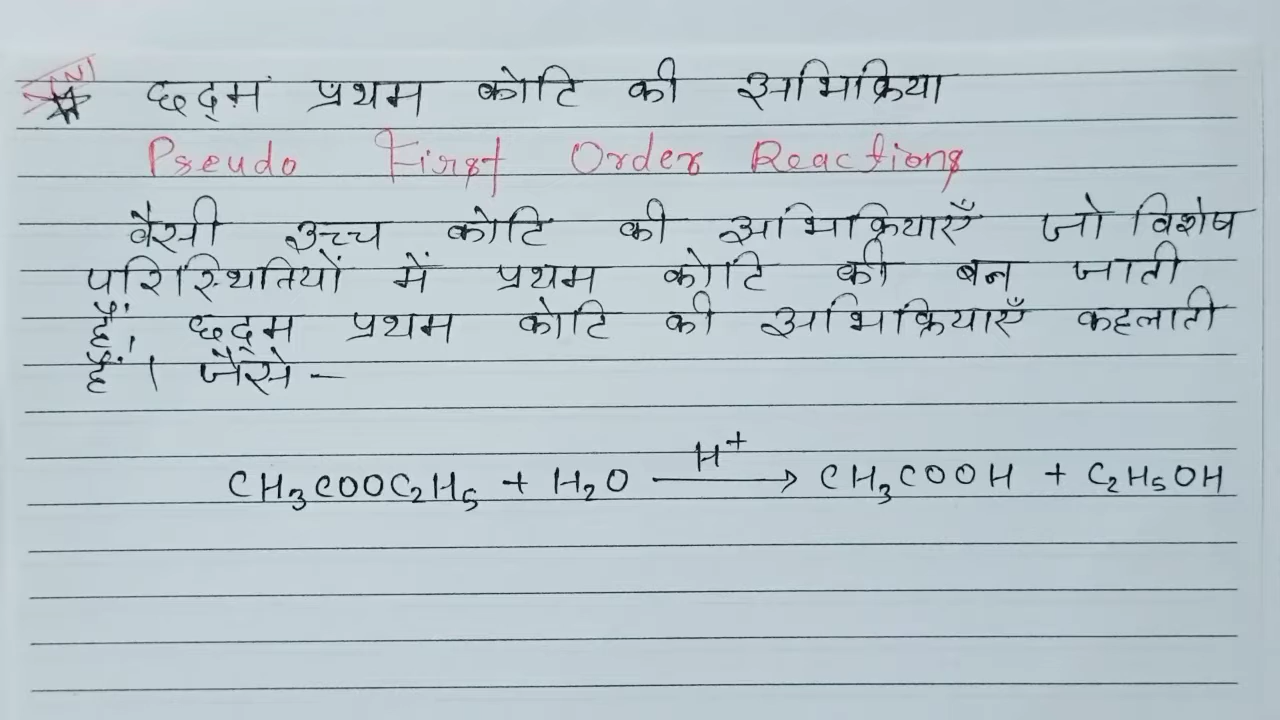 छद्म प्रथम कोटि की अभिक्रिया
Pseudo First Order Reactions
वैसी उच्च कोटि की अभिक्रियाएँ जो विशेष
परिस्थितियों में प्रथम कोटि की बन जाती
हैं, छद्म प्रथम कोटि की अभिक्रियाएँ कहलाती
हैं । जैसे -
H⁺
CH₃COOC₂H₅ + H₂O ⟶ CH₃COOH + C₂H₅OH